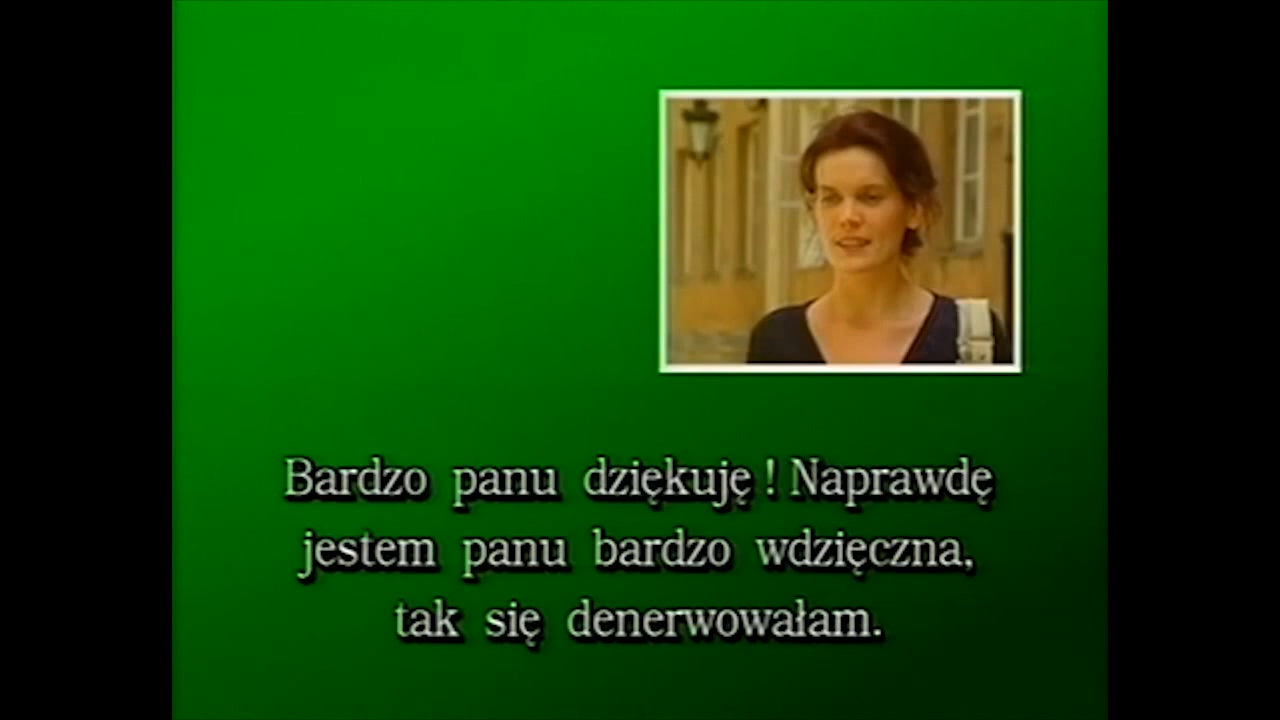 Bardzo panu dziękuję! Naprawdę
jestem panu bardzo wdzięczna,
tak się denerwowałam.